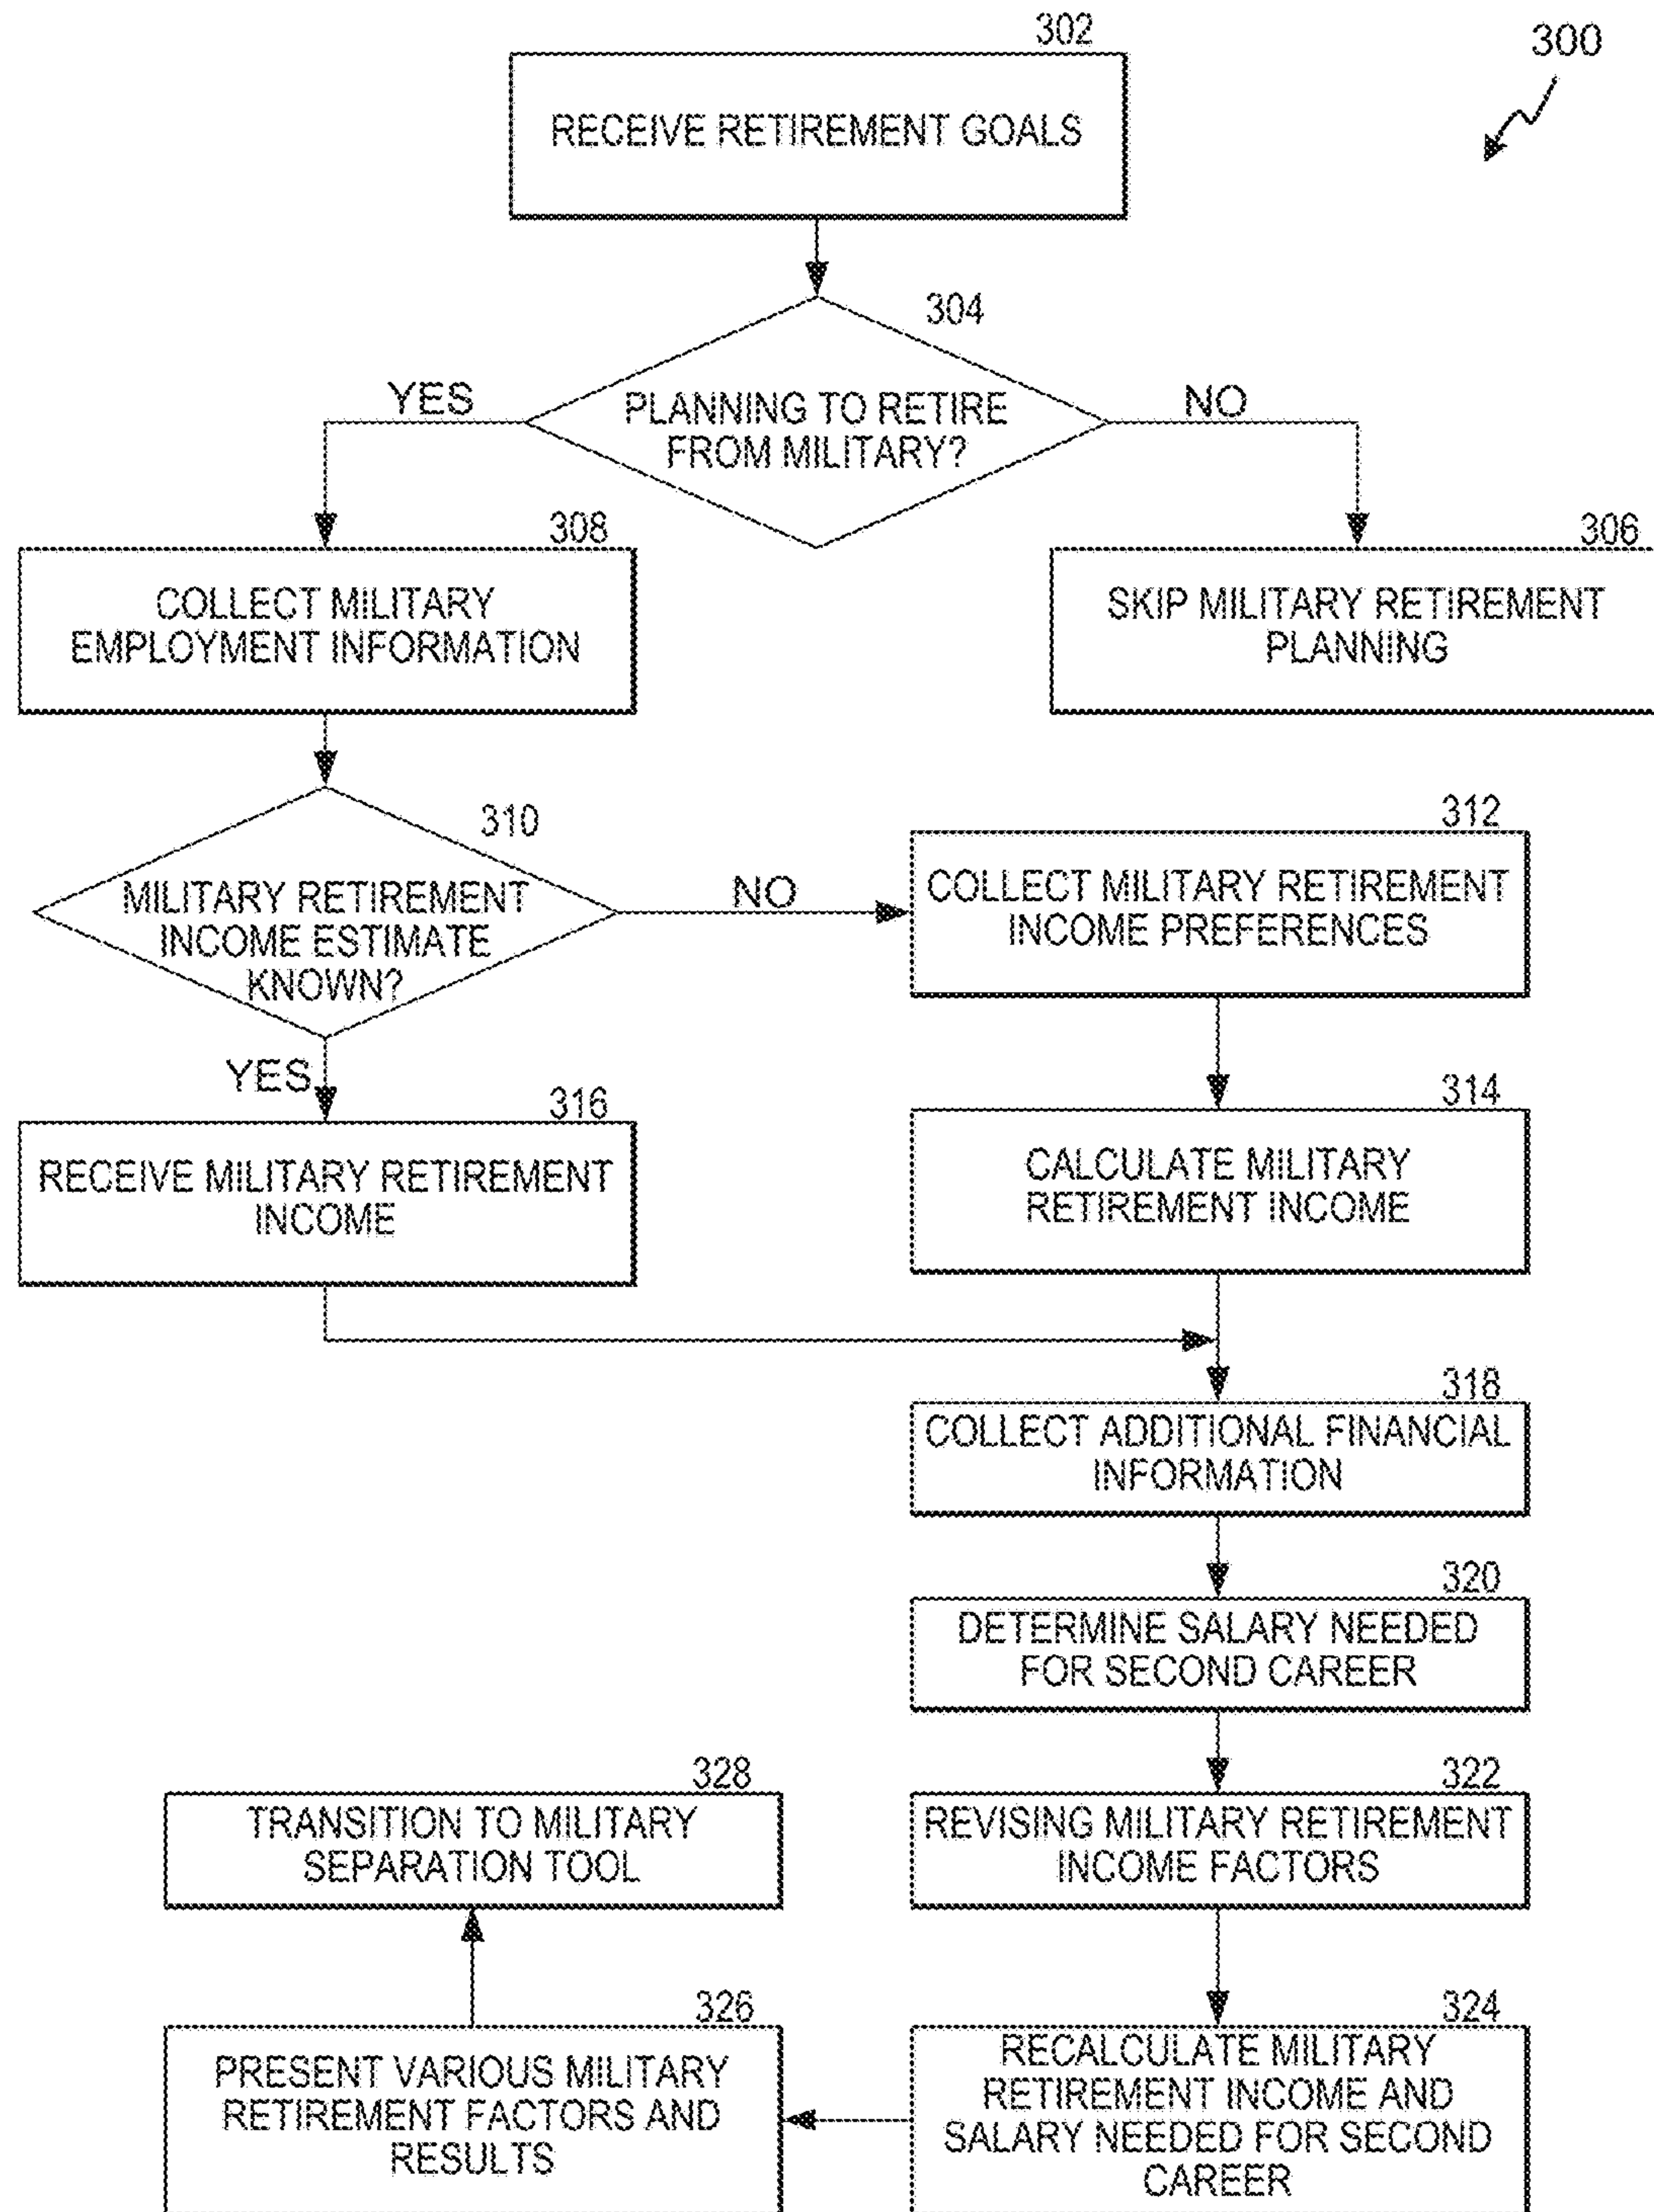 300
302
RECEIVE RETIREMENT GOALS
304
PLANNING TO RETIRE
FROM MILITARY?
YES
NO
308
COLLECT MILITARY
EMPLOYMENT INFORMATION
306
SKIP MILITARY RETIREMENT
PLANNING
310
MILITARY RETIREMENT
INCOME ESTIMATE
KNOWN?
NO
YES
312
COLLECT MILITARY RETIREMENT
INCOME PREFERENCES
316
RECEIVE MILITARY RETIREMENT
INCOME
314
CALCULATE MILITARY
RETIREMENT INCOME
318
COLLECT ADDITIONAL FINANCIAL
INFORMATION
320
DETERMINE SALARY NEEDED
FOR SECOND CAREER
322
REVISING MILITARY RETIREMENT
INCOME FACTORS
324
RECALCULATE MILITARY
RETIREMENT INCOME AND
SALARY NEEDED FOR SECOND
CAREER
326
PRESENT VARIOUS MILITARY
RETIREMENT FACTORS AND
RESULTS
328
TRANSITION TO MILITARY
SEPARATION TOOL